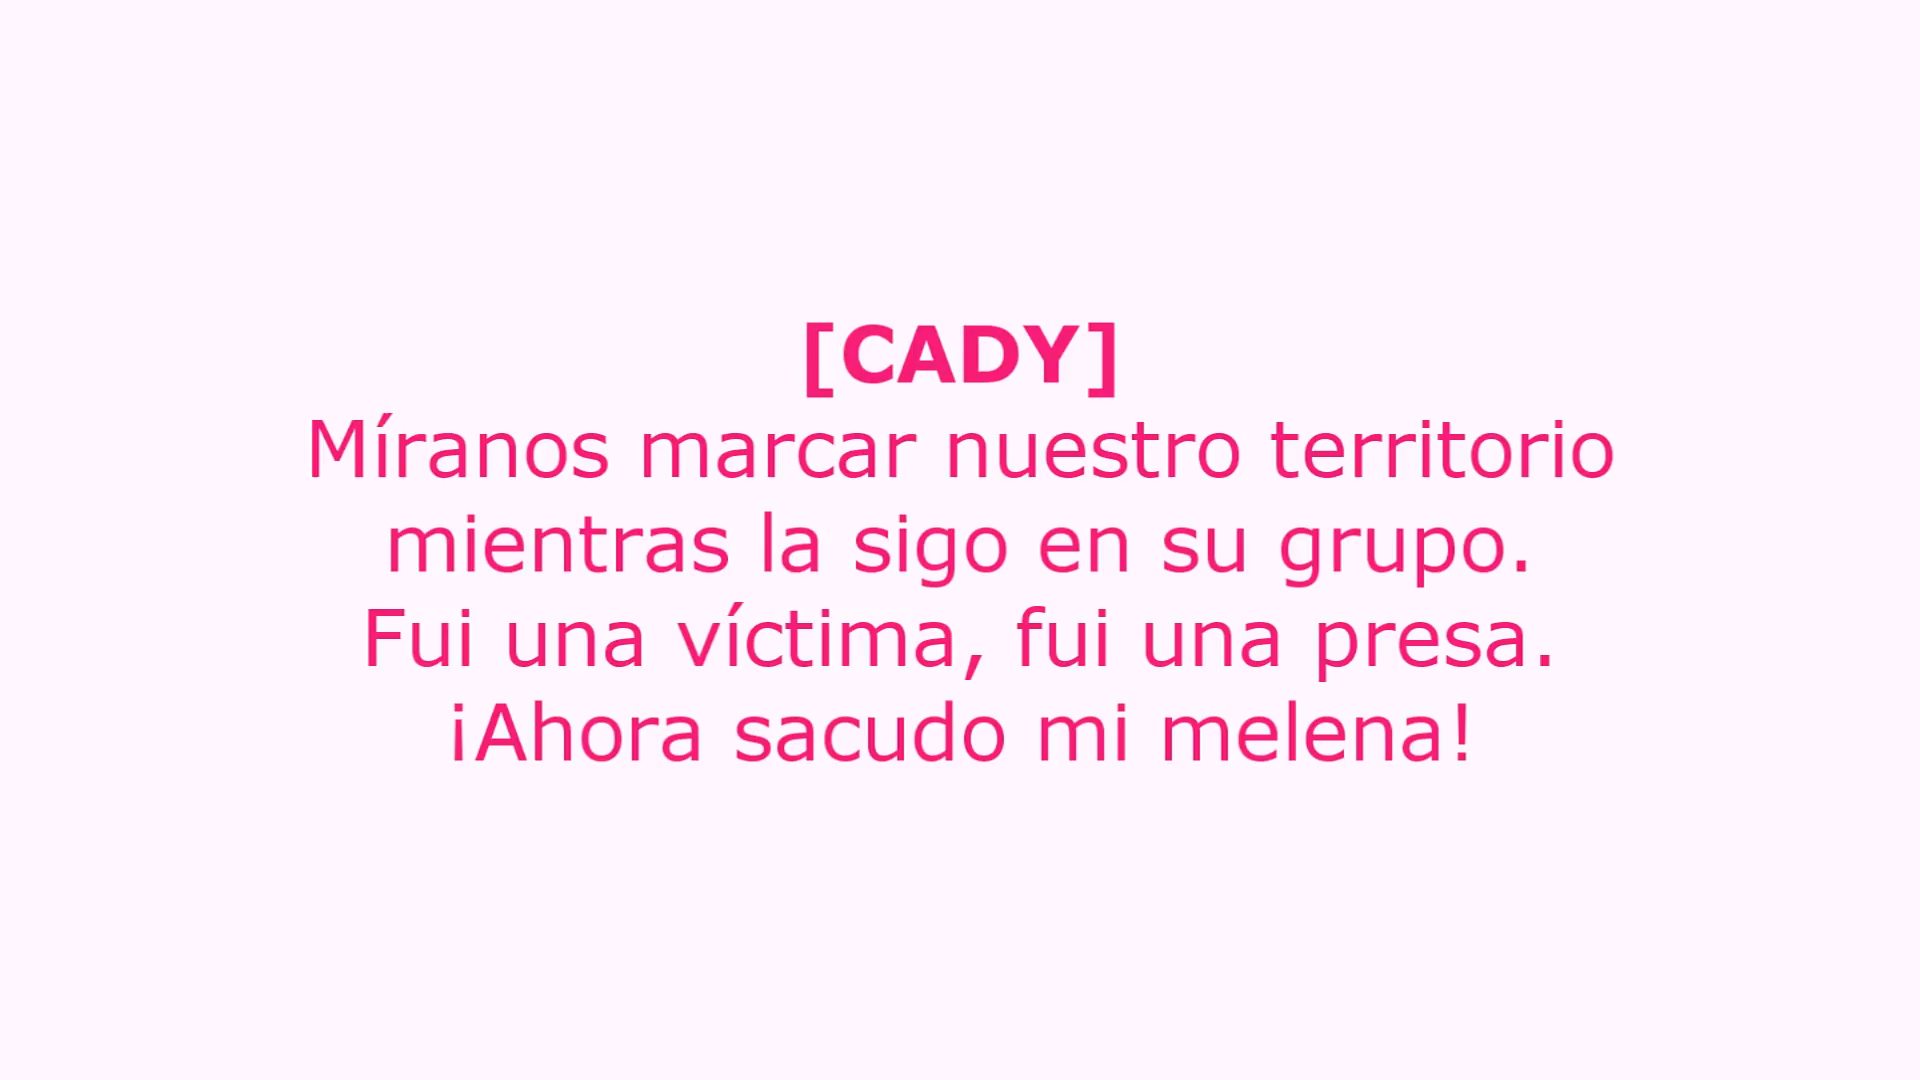 [CADY]
Míranos marcar nuestro territorio
mientras la sigo en su grupo.
Fui una víctima, fui una presa.
¡Ahora sacudo mi melena!